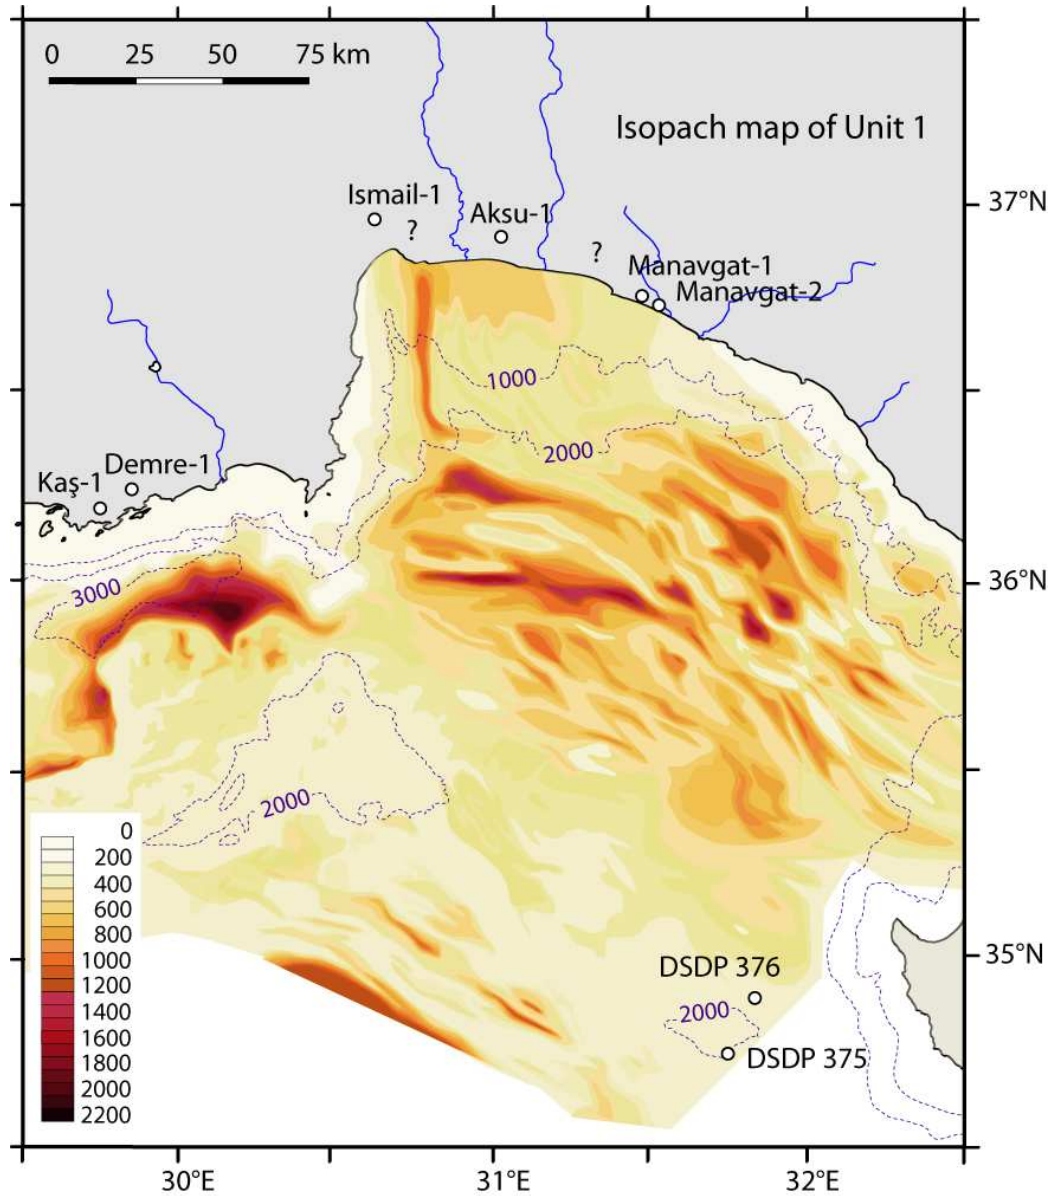 0 25 50 75 km
Isopach map of Unit 1
Ismail-1
37°N
Aksu-1
?
?
Manavgat-1
Manavgat-2
1000
2000
Demre-1
Kaş-1
36°N
3000
2000
0
200
400
600
800
1000
1200
1400
1600
1800
2000
2200
35°N
DSDP 376
2000
DSDP 375
30°E 31°E 32°E